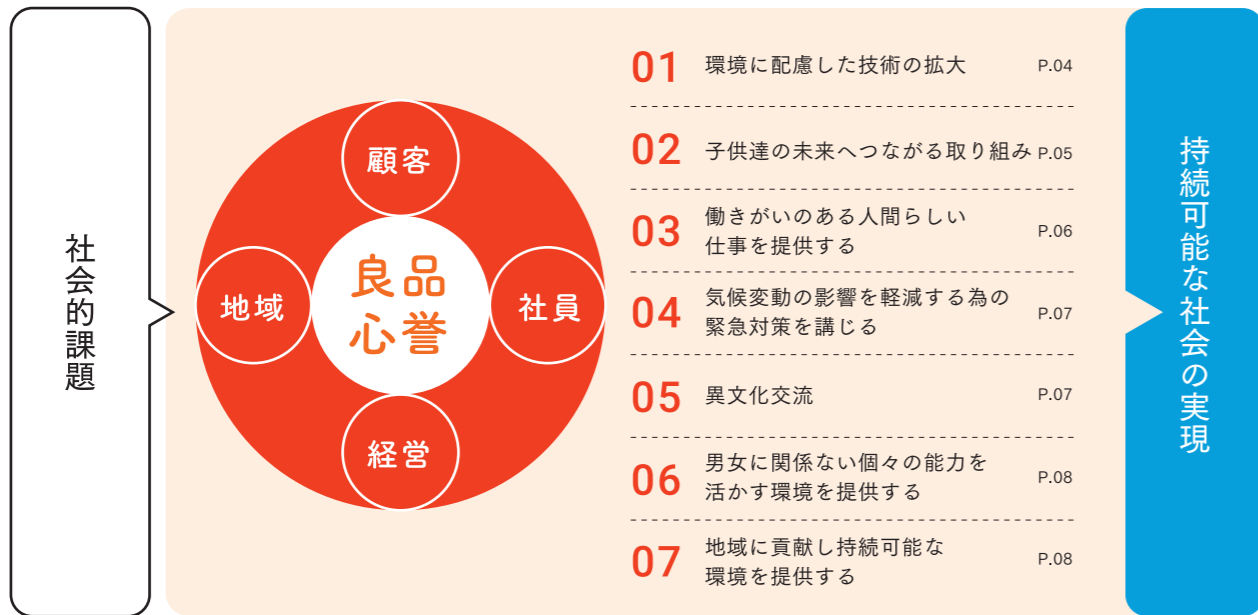 社会的課題
顧客
地域
良品
心誉
社員
経営
01 環境に配慮した技術の拡大 P.04
02 子供達の未来へつながる取り組み P.05
03 働きがいのある人間らしい
仕事を提供する P.06
04 気候変動の影響を軽減する為の
緊急対策を講じる P.07
05 異文化交流 P.07
06 男女に関係ない個々の能力を
活かす環境を提供する P.08
07 地域に貢献し持続可能な
環境を提供する P.08
持続可能な社会の実現